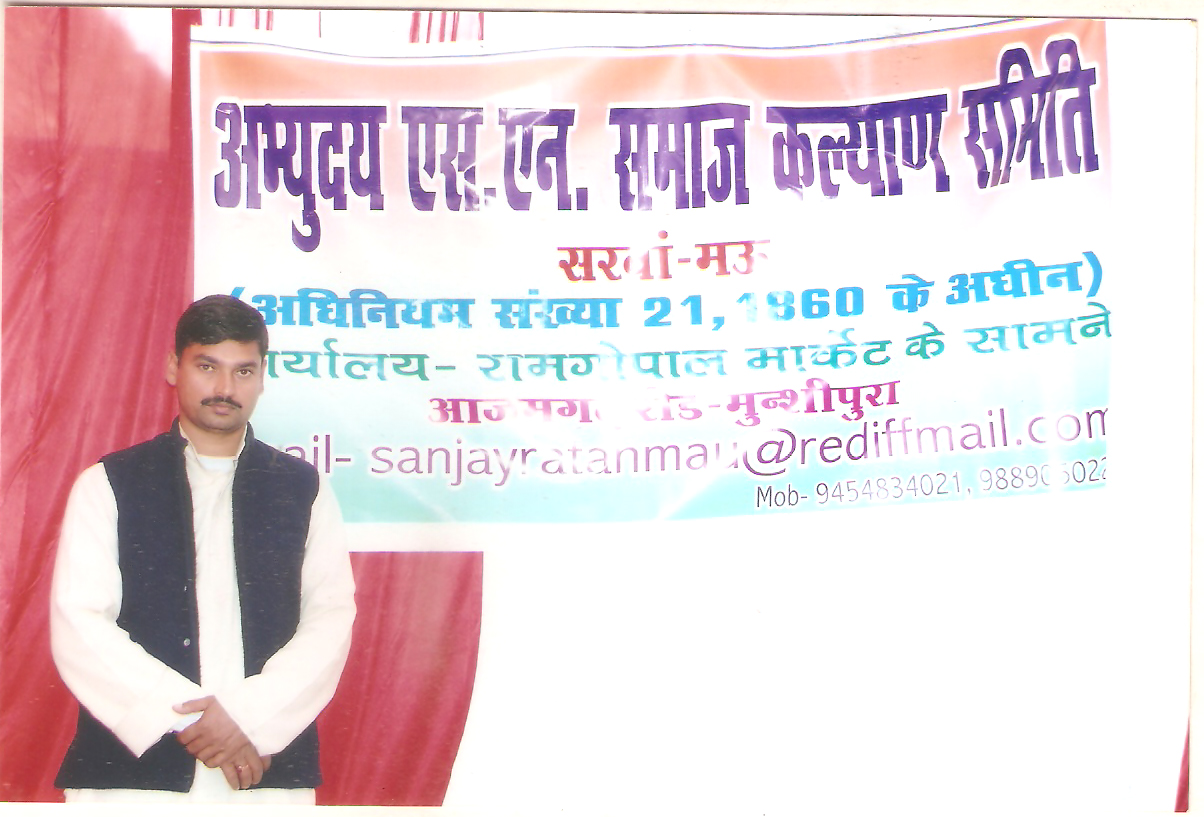 अभ्युदय एस.एन. समाज कल्याण समिति
सरवां-मऊ
(अधिनियम संख्या 21, 1860 के अधीन)
रामगोपाल मार्केट के सामने
रोड-मुन्शीपुरा
sanjayratanmau@rediffmail.com
Mob- 9454834021,